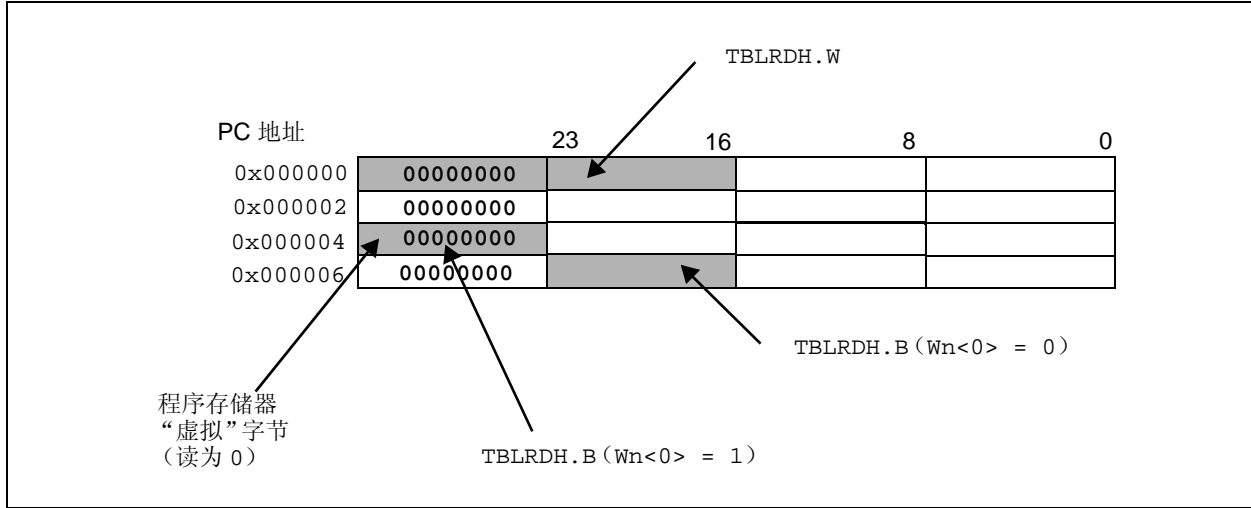 TBLRDH.W
PC 地址
23 16 8 0
0x000000 00000000
0x000002 00000000
0x000004 00000000
0x000006 00000000
TBLRDH.B（Wn<0> = 0）
程序存储器
“虚拟”字节
（读为 0）
TBLRDH.B（Wn<0> = 1）